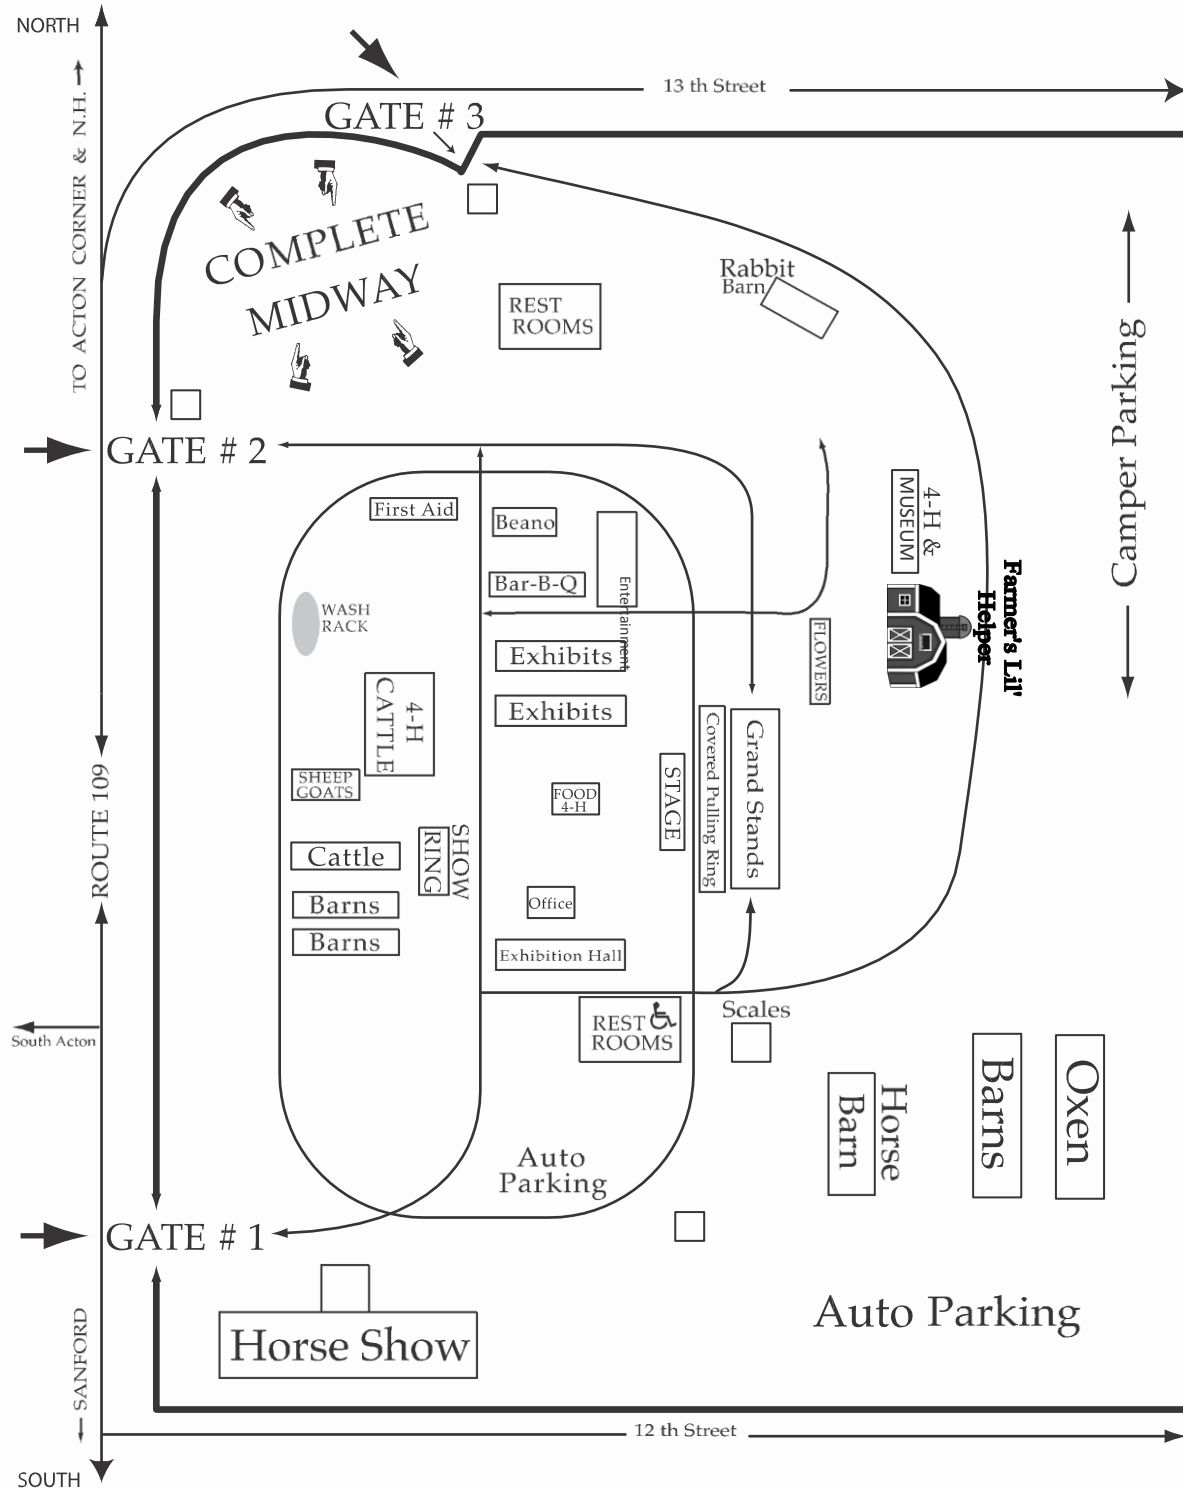 NORTH
13 th Street
GATE # 3
TO ACTON CORNER & N.H.
COMPLETE
MIDWAY
Rabbit
Barn
REST
ROOMS
Camper Parking
GATE # 2
First Aid
Beano
4-H &
MUSEUM
Bar-B-Q
Entertainment
Farmer's Lil'
Helper
WASH
RACK
FLOWERS
Exhibits
Exhibits
4-H
CATTLE
Covered Pulling Ring
Grand Stands
STAGE
SHEEP
GOATS
FOOD
4-H
ROUTE 109
SHOW
RING
Cattle
Barns
Barns
Office
Exhibition Hall
REST
ROOMS
Scales
South Acton
Horse
Barn
Barns
Oxen
Auto
Parking
GATE # 1
Auto Parking
Horse Show
SANFORD
12 th Street
SOUTH